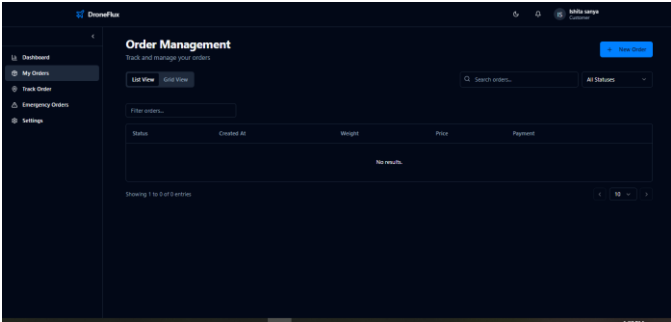 DroneFlux
Ishita sanya
Customer
Dashboard
My Orders
Track Order
Emergency Orders
Settings
Order Management
Track and manage your orders
+ New Order
List View Grid View
Search orders...
All Statuses
Filter orders...
Status Created At Weight Price Payment
No results.
Showing 1 to 0 of 0 entries
10